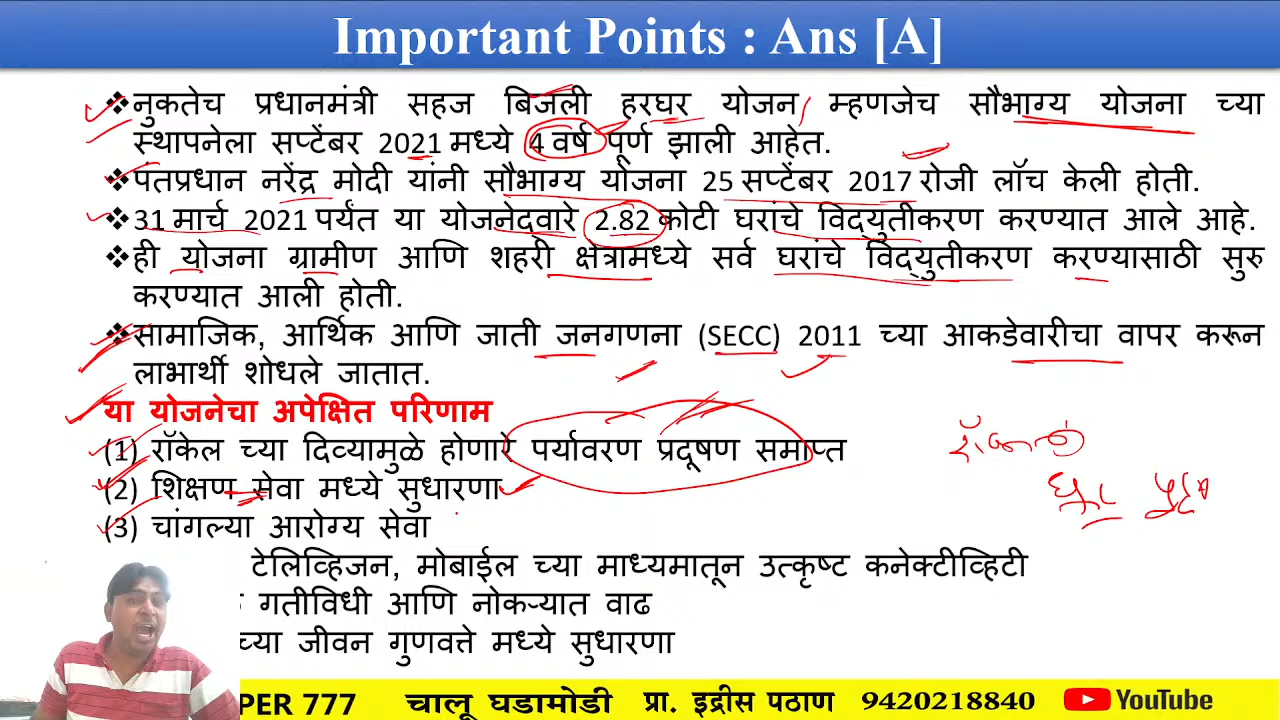 Important Points : Ans [A]
❖नुकतेच प्रधानमंत्री सहज बिजली हरघर योजन म्हणजेच सौभाग्य योजना च्या
स्थापनेला सप्टेंबर 2021 मध्ये 4 वर्ष पूर्ण झाली आहेत.
❖पंतप्रधान नरेंद्र मोदी यांनी सौभाग्य योजना 25 सप्टेंबर 2017 रोजी लॉच केली होती.
❖31 मार्च 2021 पर्यंत या योजनेद्वारे 2.82 कोटी घरांचे विद्युतीकरण करण्यात आले आहे.
❖ही योजना ग्रामीण आणि शहरी क्षेत्रामध्ये सर्व घरांचे विद्युतीकरण करण्यासाठी सुरु
करण्यात आली होती.
❖सामाजिक, आर्थिक आणि जाती जनगणना (SECC) 2011 च्या आकडेवारीचा वापर करून
लाभार्थी शोधले जातात.
या योजनेचा अपेक्षित परिणाम
(1) रॉकेल च्या दिव्यामुळे होणारे पर्यावरण प्रदूषण समाप्त
(2) शिक्षण सेवा मध्ये सुधारणा
(3) चांगल्या आरोग्य सेवा
टेलिव्हिजन, मोबाईल च्या माध्यमातून उत्कृष्ट कनेक्टीव्हिटी
गतीविधी आणि नोकऱ्यात वाढ
च्या जीवन गुणवत्ते मध्ये सुधारणा
PER 777 चालू घडामोडी प्रा. इद्रीस पठाण 9420218840 YouTube